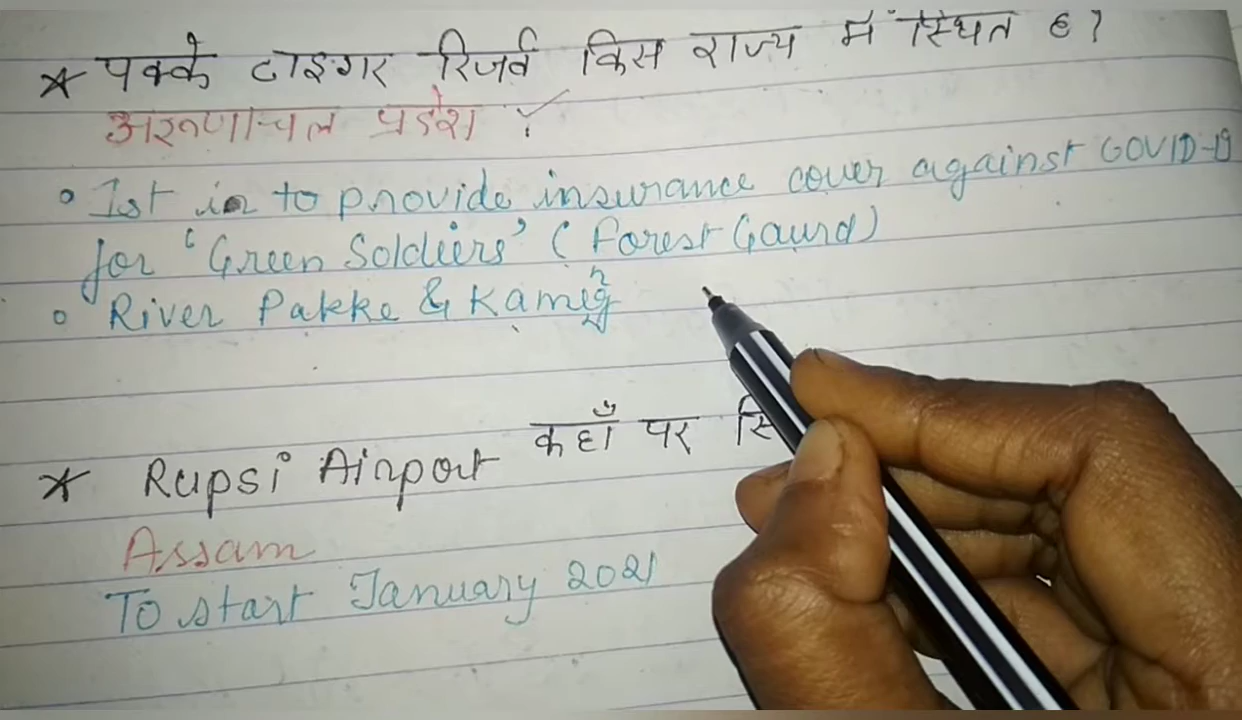 * पक्के टाइगर रिजर्व किस राज्य में स्थित है?
अरूणाचल प्रदेश ✓
• Ist in to provide insurance cover against COVID-19
for 'Green Soldiers' (Forest Gaurd)
• River Pakke & Kameng
* Rupsi Airport कहाँ पर
Assam
To start January 2021